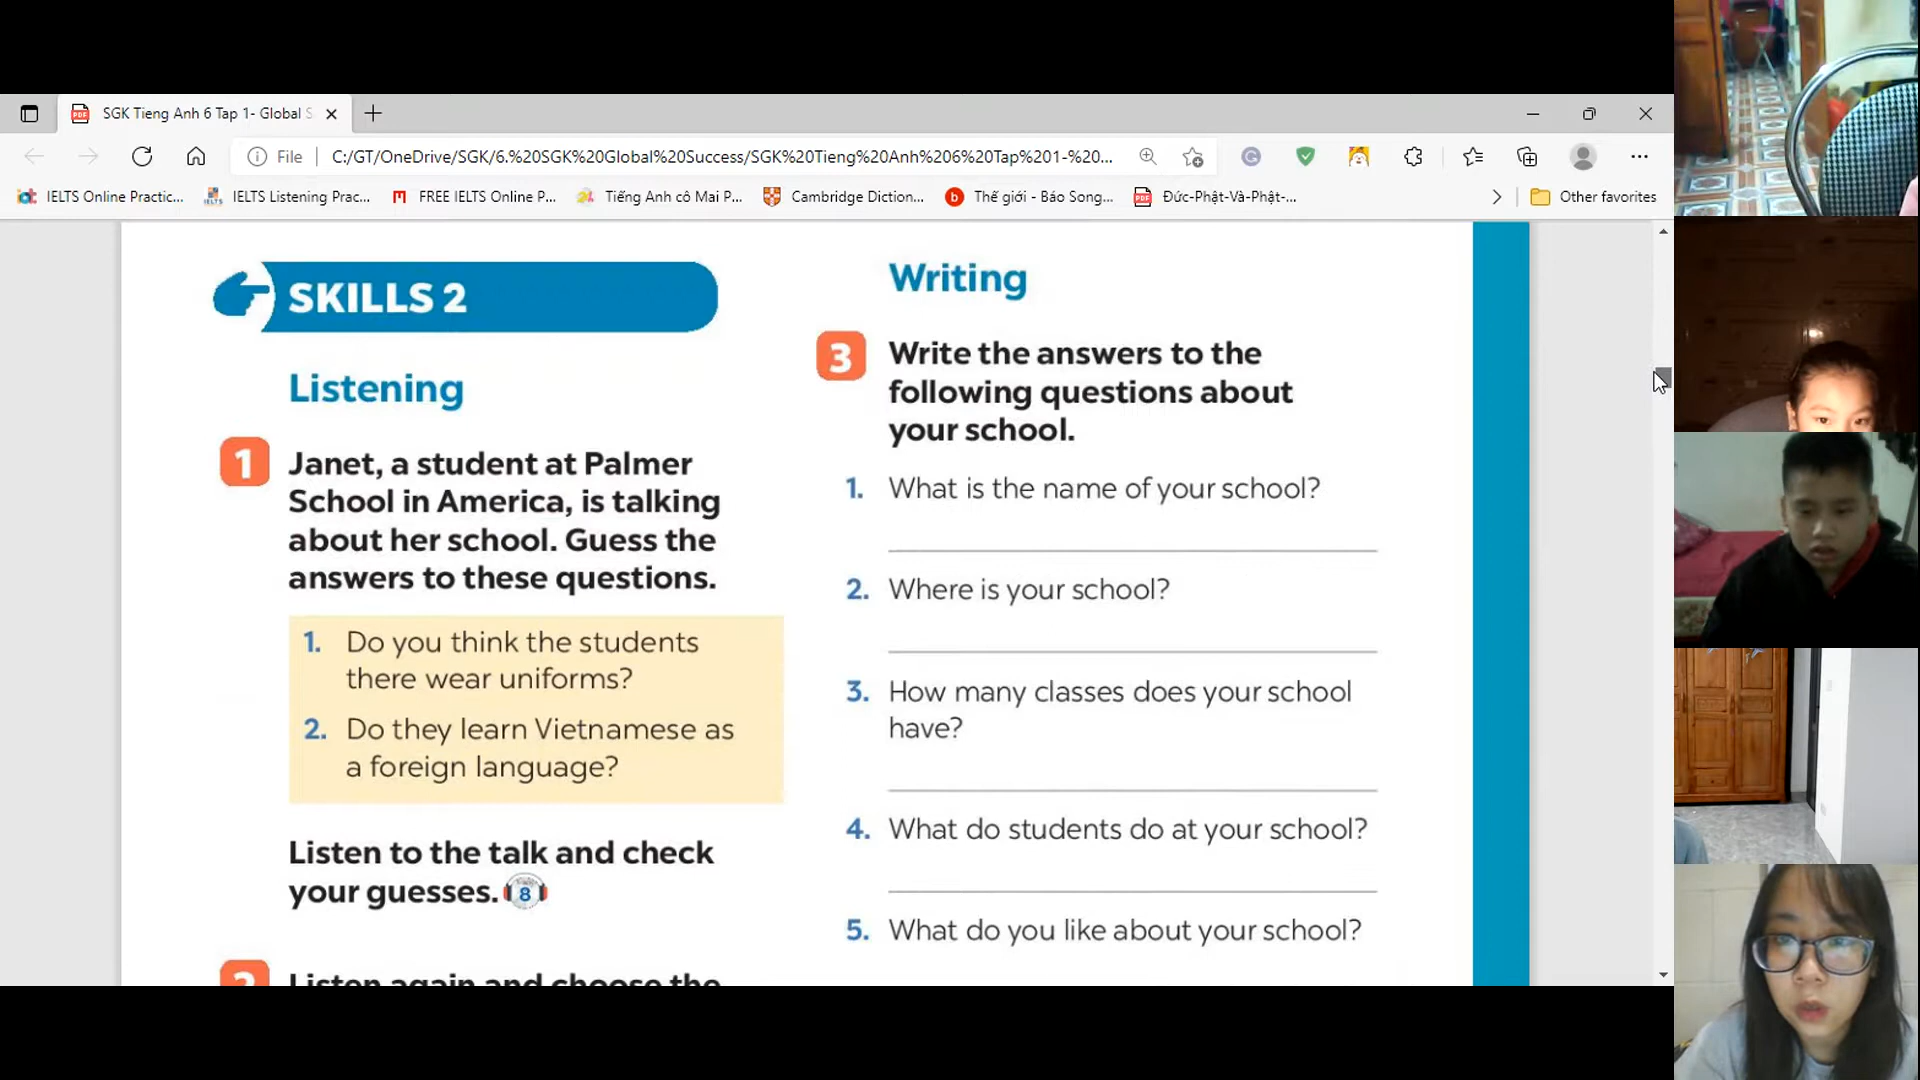 SGK Tieng Anh 6 Tap 1- Global S
File
C:/GT/OneDrive/SGK/6.%20SGK%20Global%20Success/SGK%20Tieng%20Anh%206%20Tap%201-%20...
IELTS Online Practic...
IELTS Listening Prac...
FREE IELTS Online P...
Tiếng Anh cô Mai P...
Cambridge Diction...
Thế giới - Báo Song...
Đức-Phật-Và-Phật-...
Other favorites
SKILLS 2
Listening
1
Janet, a student at Palmer
School in America, is talking
about her school. Guess the
answers to these questions.
1. Do you think the students
there wear uniforms?
2. Do they learn Vietnamese as
a foreign language?
Listen to the talk and check
your guesses. 8
2 Listen again and choose the
Writing
3
Write the answers to the
following questions about
your school.
1. What is the name of your school?
2. Where is your school?
3. How many classes does your school
have?
4. What do students do at your school?
5. What do you like about your school?